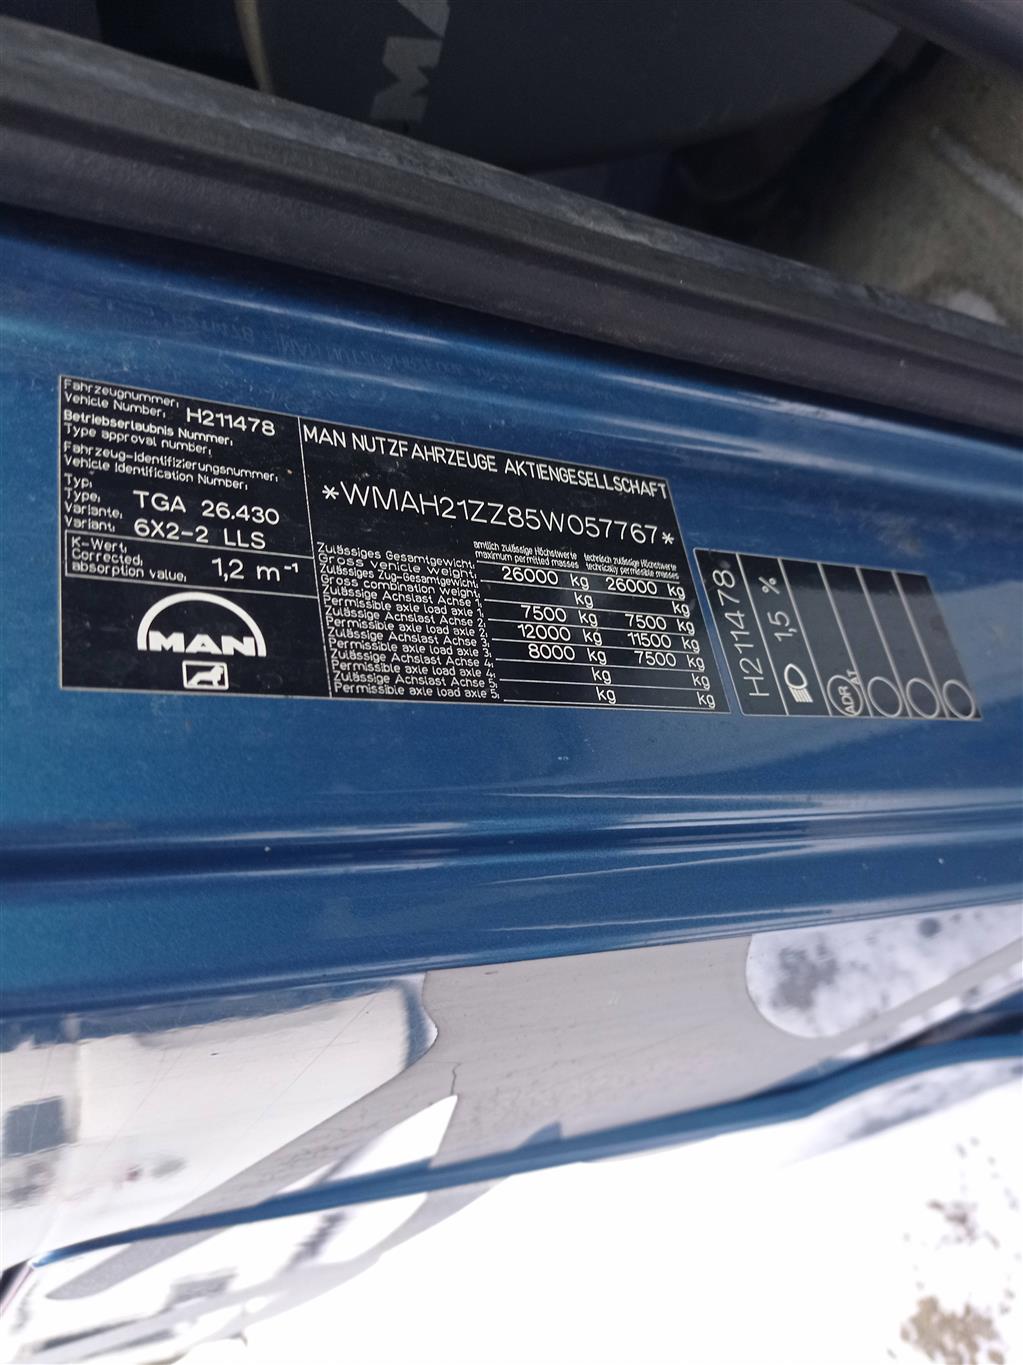 MAN
Fahrzeugnummer:
Vehicle Number: H211478
Betriebserlaubnis Nummer:
Type approval number:
Fahrzeug-Identifizierungsnummer:
Vehicle Identification Number:
Typ:
Type: TGA 26.430
Variante:
Variant: 6X2-2 LLS
K-Wert:
Corrected
absorption value: 1,2 m⁻¹
MAN
MAN NUTZFAHRZEUGE AKTIENGESELLSCHAFT
*WMAH21ZZ85W057767*
amtlich zulässige Höchstwerte technisch zulässige Höchstwerte
maximum permitted masses technically permissible masses
Zulässiges Gesamtgewicht:
Gross vehicle weight: 26000 kg 26000 kg
Zulässiges Zug-Gesamtgewicht:
Gross combination weight: kg kg
Zulässige Achslast Achse 1:
Permissible axle load axle 1: 7500 kg 7500 kg
Zulässige Achslast Achse 2:
Permissible axle load axle 2: 12000 kg 11500 kg
Zulässige Achslast Achse 3:
Permissible axle load axle 3: 8000 kg 7500 kg
Zulässige Achslast Achse 4:
Permissible axle load axle 4: kg kg
Zulässige Achslast Achse 5:
Permissible axle load axle 5: kg kg
H211478
1,5 %
ADR
AT